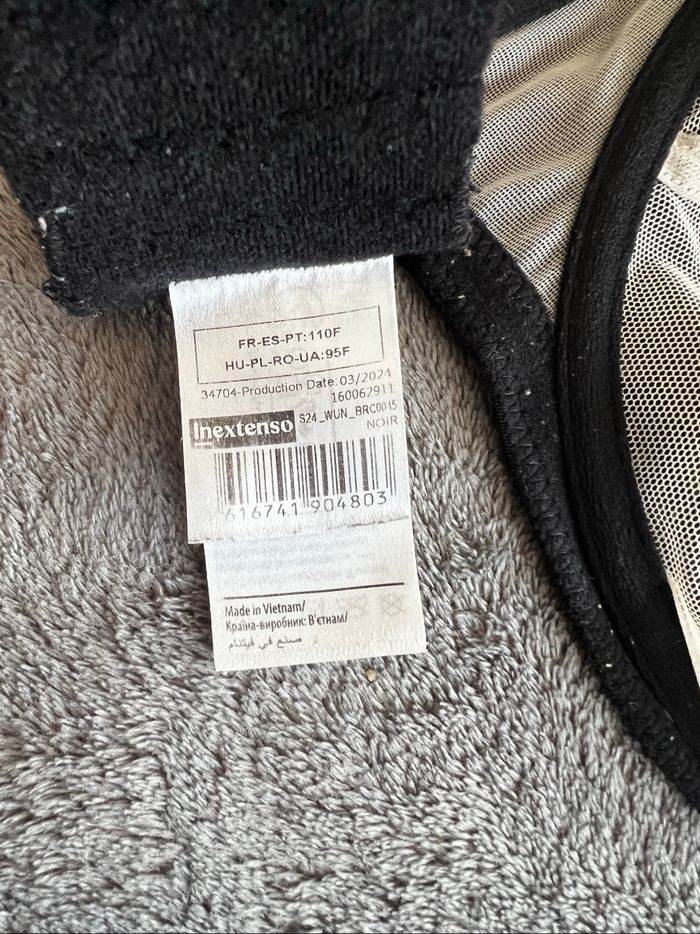 FR-ES-PT:110F
HU-PL-RO-UA:95F
34704-Production Date: 03/2024
160062911
Inextenso S24_WUN_BRC0045
NOIR
616741 904803
Made in Vietnam/
Країна-виробник: В'єтнам/
صنع في فيتنام